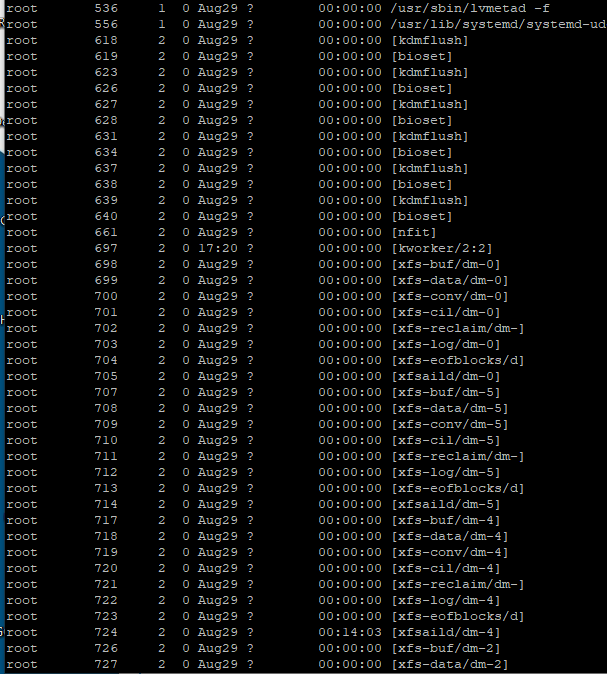 root 536 1 0 Aug29 ? 00:00:00 /usr/sbin/lvmetad -f
root 556 1 0 Aug29 ? 00:00:00 /usr/lib/systemd/systemd-ud
root 618 2 0 Aug29 ? 00:00:00 [kdmflush]
root 619 2 0 Aug29 ? 00:00:00 [bioset]
root 623 2 0 Aug29 ? 00:00:00 [kdmflush]
root 626 2 0 Aug29 ? 00:00:00 [bioset]
root 627 2 0 Aug29 ? 00:00:00 [kdmflush]
root 628 2 0 Aug29 ? 00:00:00 [bioset]
root 631 2 0 Aug29 ? 00:00:00 [kdmflush]
root 634 2 0 Aug29 ? 00:00:00 [bioset]
root 637 2 0 Aug29 ? 00:00:00 [kdmflush]
root 638 2 0 Aug29 ? 00:00:00 [bioset]
root 639 2 0 Aug29 ? 00:00:00 [kdmflush]
root 640 2 0 Aug29 ? 00:00:00 [bioset]
root 661 2 0 Aug29 ? 00:00:00 [nfit]
root 697 2 0 17:20 ? 00:00:00 [kworker/2:2]
root 698 2 0 Aug29 ? 00:00:00 [xfs-buf/dm-0]
root 699 2 0 Aug29 ? 00:00:00 [xfs-data/dm-0]
root 700 2 0 Aug29 ? 00:00:00 [xfs-conv/dm-0]
root 701 2 0 Aug29 ? 00:00:00 [xfs-cil/dm-0]
root 702 2 0 Aug29 ? 00:00:00 [xfs-reclaim/dm-]
root 703 2 0 Aug29 ? 00:00:00 [xfs-log/dm-0]
root 704 2 0 Aug29 ? 00:00:00 [xfs-eofblocks/d]
root 705 2 0 Aug29 ? 00:00:00 [xfsaild/dm-0]
root 707 2 0 Aug29 ? 00:00:00 [xfs-buf/dm-5]
root 708 2 0 Aug29 ? 00:00:00 [xfs-data/dm-5]
root 709 2 0 Aug29 ? 00:00:00 [xfs-conv/dm-5]
root 710 2 0 Aug29 ? 00:00:00 [xfs-cil/dm-5]
root 711 2 0 Aug29 ? 00:00:00 [xfs-reclaim/dm-]
root 712 2 0 Aug29 ? 00:00:00 [xfs-log/dm-5]
root 713 2 0 Aug29 ? 00:00:00 [xfs-eofblocks/d]
root 714 2 0 Aug29 ? 00:00:00 [xfsaild/dm-5]
root 717 2 0 Aug29 ? 00:00:00 [xfs-buf/dm-4]
root 718 2 0 Aug29 ? 00:00:00 [xfs-data/dm-4]
root 719 2 0 Aug29 ? 00:00:00 [xfs-conv/dm-4]
root 720 2 0 Aug29 ? 00:00:00 [xfs-cil/dm-4]
root 721 2 0 Aug29 ? 00:00:00 [xfs-reclaim/dm-]
root 722 2 0 Aug29 ? 00:00:00 [xfs-log/dm-4]
root 723 2 0 Aug29 ? 00:00:00 [xfs-eofblocks/d]
root 724 2 0 Aug29 ? 00:14:03 [xfsaild/dm-4]
root 726 2 0 Aug29 ? 00:00:00 [xfs-buf/dm-2]
root 727 2 0 Aug29 ? 00:00:00 [xfs-data/dm-2]